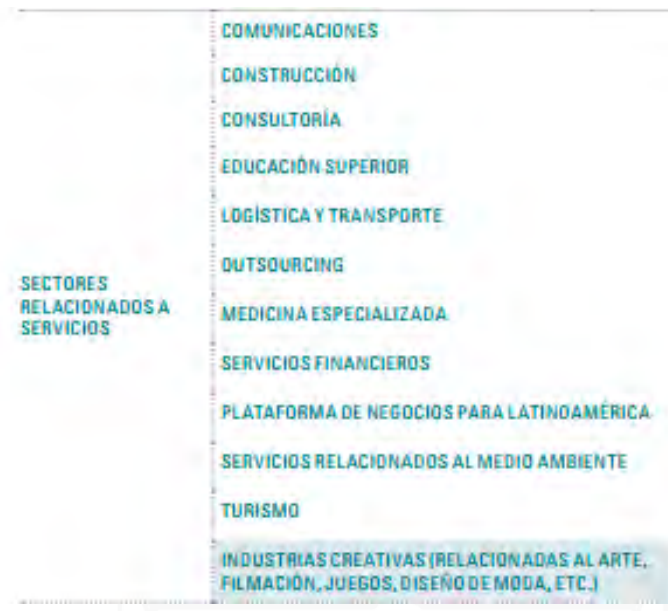 COMUNICACIONES
CONSTRUCCIÓN
CONSULTORÍA
EDUCACIÓN SUPERIOR
LOGÍSTICA Y TRANSPORTE
OUTSOURCING
SECTORES
RELACIONADOS A
SERVICIOS
MEDICINA ESPECIALIZADA
SERVICIOS FINANCIEROS
PLATAFORMA DE NEGOCIOS PARA LATINOAMÉRICA
SERVICIOS RELACIONADOS AL MEDIO AMBIENTE
TURISMO
INDUSTRIAS CREATIVAS (RELACIONADAS AL ARTE,
FILMACIÓN, JUEGOS, DISEÑO DE MODA, ETC.)